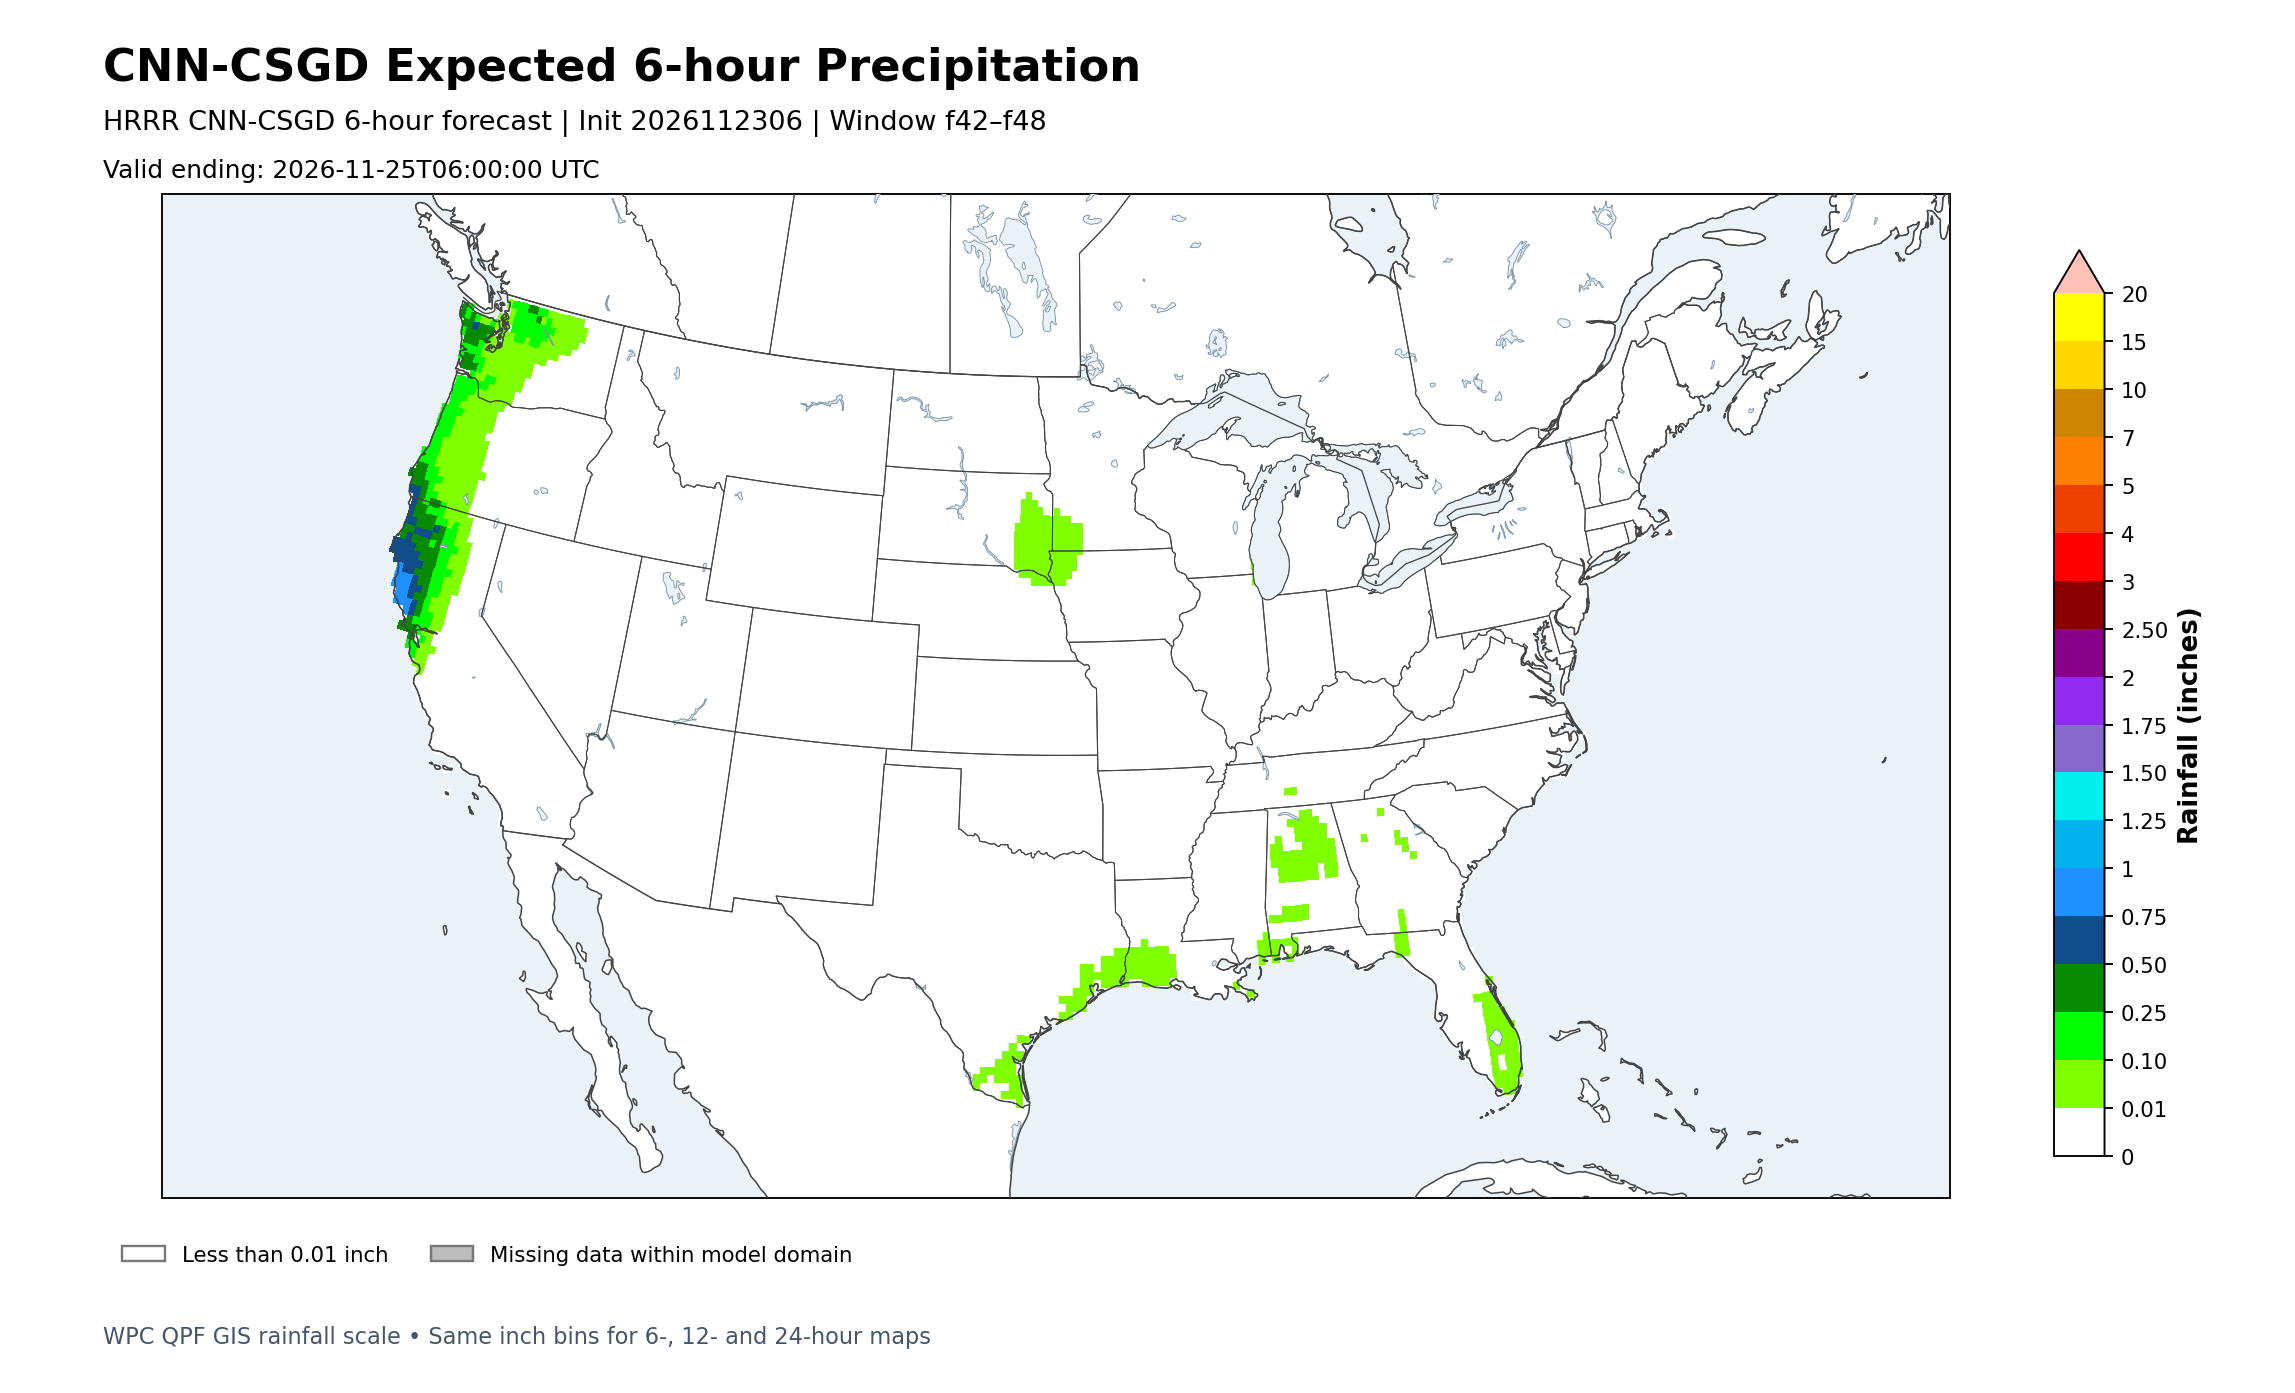 CNN-CSGD Expected 6-hour Precipitation
HRRR CNN-CSGD 6-hour forecast | Init 2026112306 | Window f42–f48
Valid ending: 2026-11-25T06:00:00 UTC
20
15
10
7
5
4
3
2.50
2
1.75
1.50
1.25
1
0.75
0.50
0.25
0.10
0.01
0
Rainfall (inches)
Less than 0.01 inch
Missing data within model domain
WPC QPF GIS rainfall scale • Same inch bins for 6-, 12- and 24-hour maps